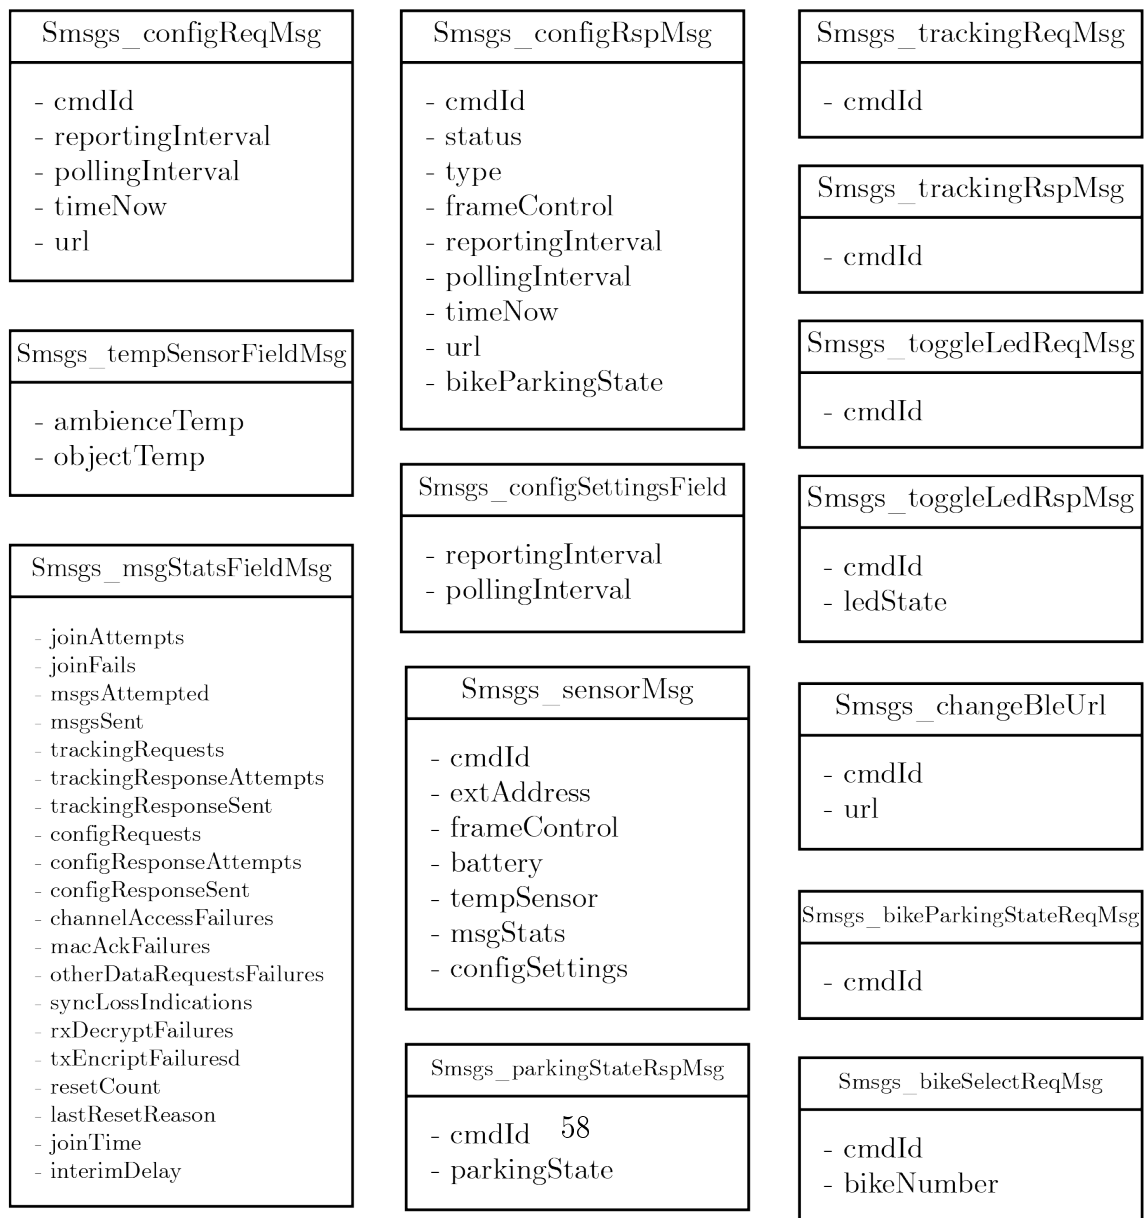 Smsgs_configReqMsg
- cmdId
- reportingInterval
- pollingInterval
- timeNow
- url
Smsgs_tempSensorFieldMsg
- ambienceTemp
- objectTemp
Smsgs_msgStatsFieldMsg
- joinAttempts
- joinFails
- msgsAttempted
- msgsSent
- trackingRequests
- trackingResponseAttempts
- trackingResponseSent
- configRequests
- configResponseAttempts
- configResponseSent
- channelAccessFailures
- macAckFailures
- otherDataRequestsFailures
- syncLossIndications
- rxDecryptFailures
- txEncriptFailuresd
- resetCount
- lastResetReason
- joinTime
- interimDelay
Smsgs_configRspMsg
- cmdId
- status
- type
- frameControl
- reportingInterval
- pollingInterval
- timeNow
- url
- bikeParkingState
Smsgs_configSettingsField
- reportingInterval
- pollingInterval
Smsgs_sensorMsg
- cmdId
- extAddress
- frameControl
- battery
- tempSensor
- msgStats
- configSettings
Smsgs_parkingStateRspMsg
- cmdId 58
- parkingState
Smsgs_trackingReqMsg
- cmdId
Smsgs_trackingRspMsg
- cmdId
Smsgs_toggleLedReqMsg
- cmdId
Smsgs_toggleLedRspMsg
- cmdId
- ledState
Smsgs_changeBleUrl
- cmdId
- url
Smsgs_bikeParkingStateReqMsg
- cmdId
Smsgs_bikeSelectReqMsg
- cmdId
- bikeNumber